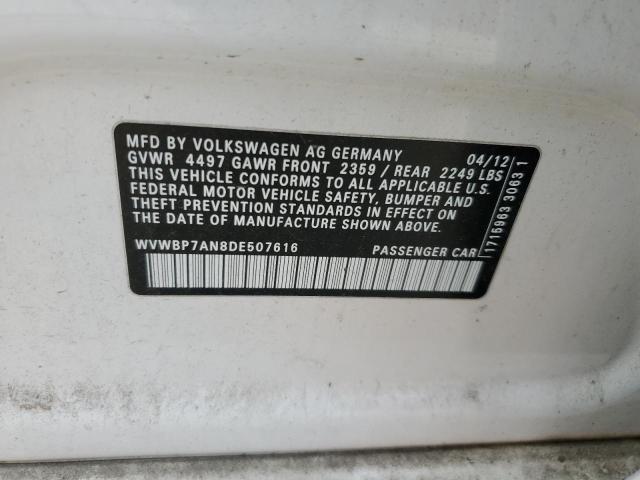 MFD BY VOLKSWAGEN AG GERMANY 04/12
GVWR 4497 GAWR FRONT 2359 / REAR 2249 LBS
THIS VEHICLE CONFORMS TO ALL APPLICABLE U.S.
FEDERAL MOTOR VEHICLE SAFETY, BUMPER AND
THEFT PREVENTION STANDARDS IN EFFECT ON
THE DATE OF MANUFACTURE SHOWN ABOVE.
WVWBP7AN8DE507616 PASSENGER CAR
1715963 3063 1